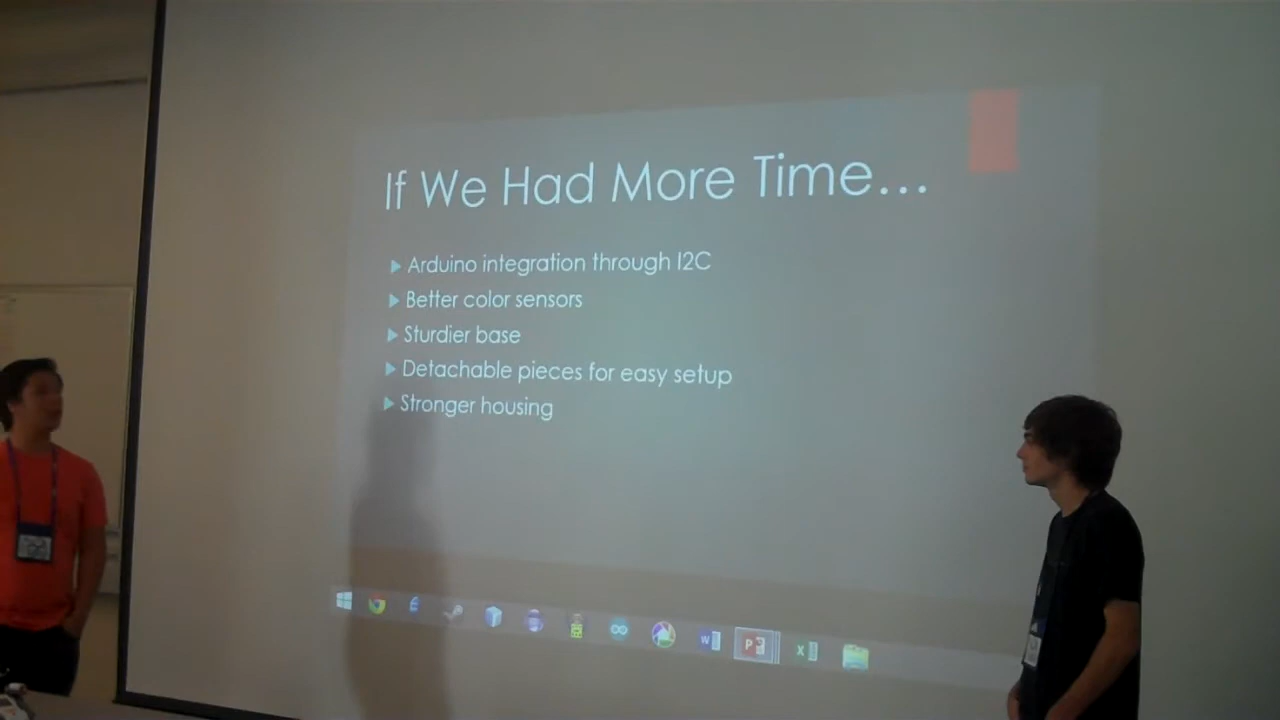 If We Had More Time...
Arduino integration through I2C
Better color sensors
Sturdier base
Detachable pieces for easy setup
Stronger housing